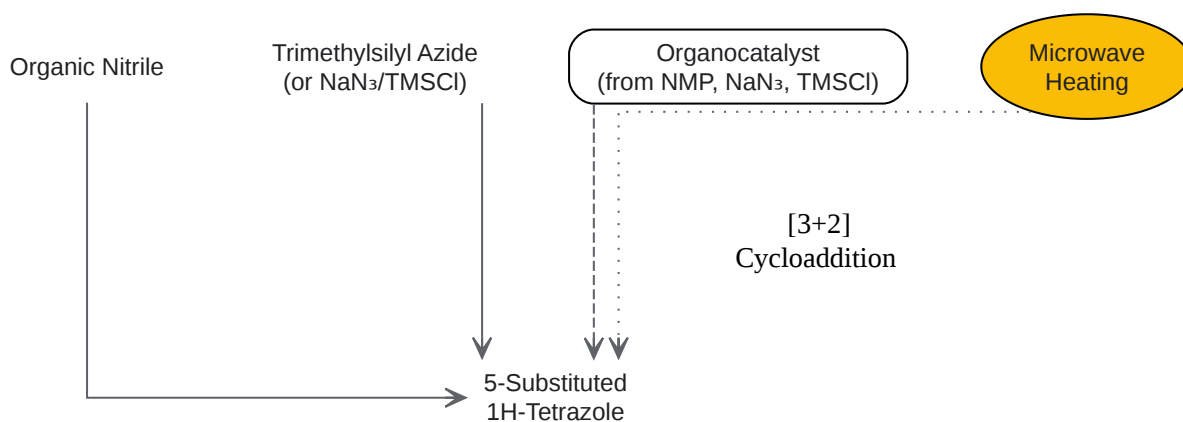 Organic Nitrile
Trimethylsilyl Azide
(or NaN₃/TMSCl)
Organocatalyst
(from NMP, NaN₃, TMSCl)
Microwave
Heating
[3+2]
Cycloaddition
5-Substituted
1H-Tetrazole